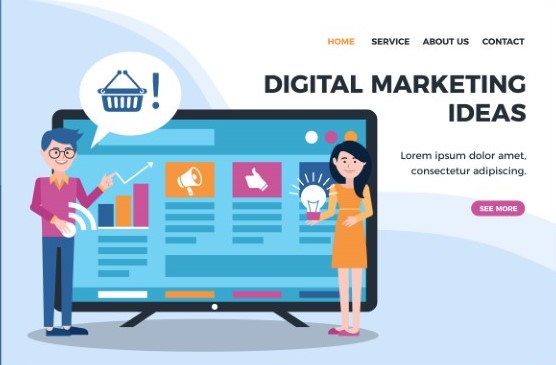 HOME SERVICE ABOUT US CONTACT
DIGITAL MARKETING
IDEAS
Lorem ipsum dolor amet,
consectetur adipiscing.
SEE MORE
!